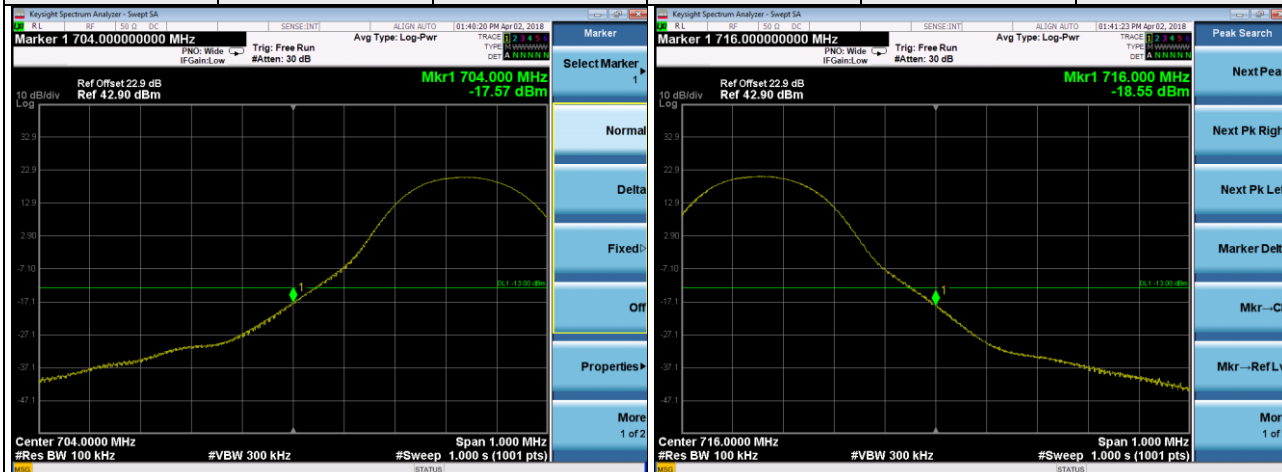 Keysight Spectrum Analyzer - Swept SA
RL RF 50 Ω DC SENSE:INT ALIGN AUTO 01:40:20 PM Apr 02, 2018
Marker 1 704.000000000 MHz
PNO: Wide
IFGain:Low
Trig: Free Run
#Atten: 30 dB
Avg Type: Log-Pwr
TRACE 1 2 3 4 5 6
TYPE M WWWWW
DET A N N N N N
Mkr1 704.000 MHz
-17.57 dBm
Ref Offset 22.9 dB
10 dB/div Ref 42.90 dBm
Log
32.9
22.9
12.9
2.90
-7.10
DL1 -13.00 dBm
1
-17.1
-27.1
-37.1
-47.1
Center 704.0000 MHz Span 1.000 MHz
#Res BW 100 kHz #VBW 300 kHz #Sweep 1.000 s (1001 pts)
MSG STATUS
Marker
Select Marker
1
Normal
Delta
Fixed
Off
Properties
More
1 of 2
Keysight Spectrum Analyzer - Swept SA
RL RF 50 Ω DC SENSE:INT ALIGN AUTO 01:41:23 PM Apr 02, 2018
Marker 1 716.000000000 MHz
PNO: Wide
IFGain:Low
Trig: Free Run
#Atten: 30 dB
Avg Type: Log-Pwr
TRACE 1 2 3 4 5 6
TYPE M WWWWW
DET A N N N N N
Mkr1 716.000 MHz
-18.55 dBm
Ref Offset 22.9 dB
10 dB/div Ref 42.90 dBm
Log
32.9
22.9
12.9
2.90
-7.10
DL1 -13.00 dBm
1
-17.1
-27.1
-37.1
-47.1
Center 716.0000 MHz Span 1.000 MHz
#Res BW 100 kHz #VBW 300 kHz #Sweep 1.000 s (1001 pts)
MSG STATUS
Peak Search
Next Pea
Next Pk Righ
Next Pk Le
Marker Delt
Mkr→C
Mkr→Ref Lv
Mor
1 of